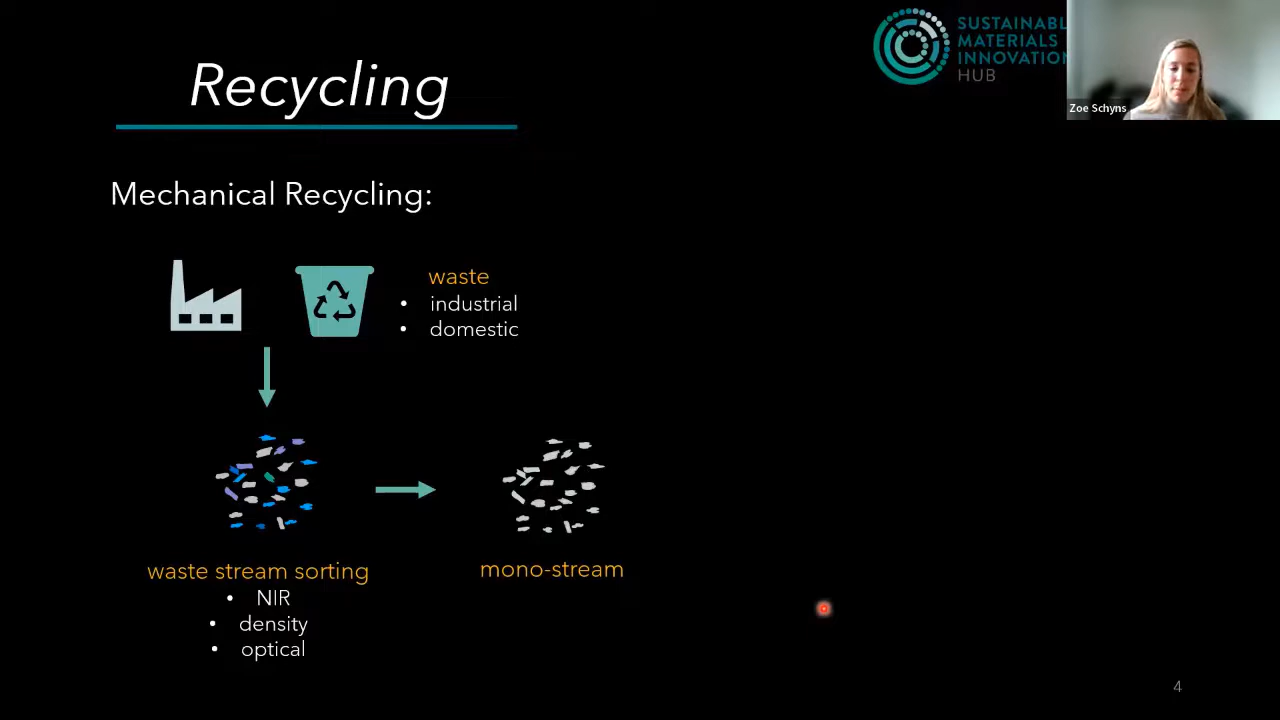 Recycling
SUSTAINABL
MATERIALS
INNOVATION
HUB
Zoe Schyns
Mechanical Recycling:
waste
• industrial
• domestic
waste stream sorting
• NIR
• density
• optical
mono-stream
4